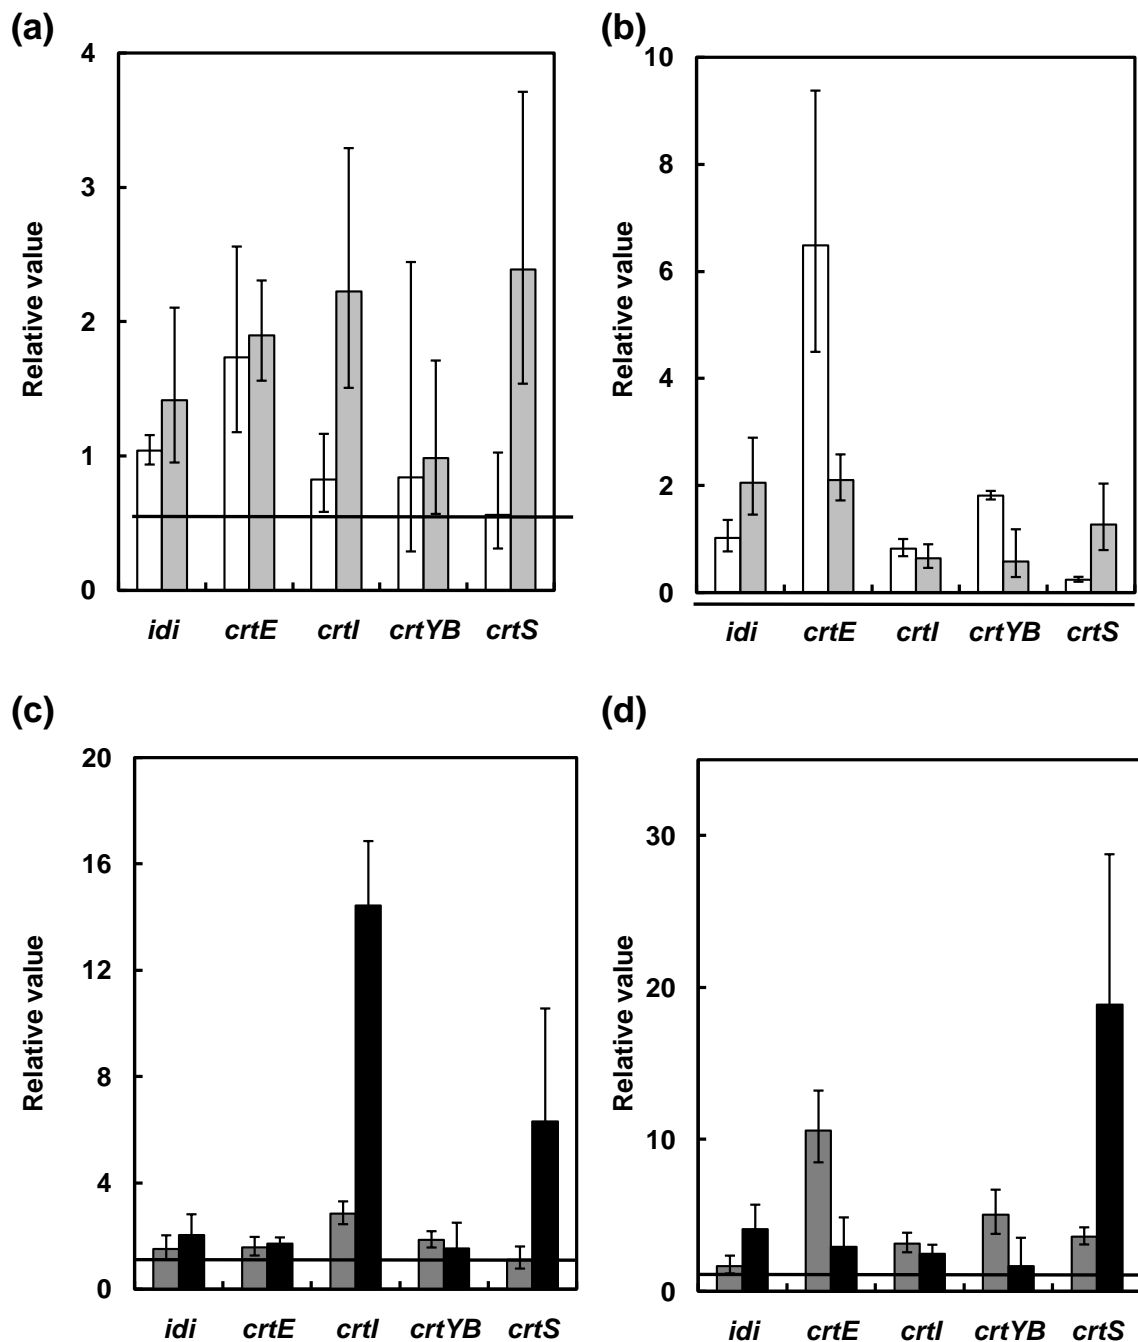 (a)
4
3
2
1
0
Relative value
idi crtE crtI crtYB crtS
(b)
10
8
6
4
2
0
Relative value
idi crtE crtI crtYB crtS
(c)
20
16
12
8
4
0
Relative value
idi crtE crtI crtYB crtS
(d)
30
20
10
0
Relative value
idi crtE crtI crtYB crtS